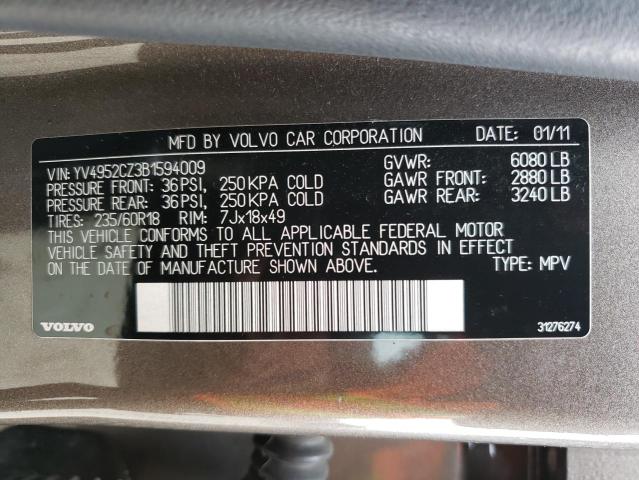 MFD BY VOLVO CAR CORPORATION DATE: 01/11
VIN: YV4952CZ3B1594009 GVWR: 6080 LB
PRESSURE FRONT: 36 PSI, 250 KPA COLD GAWR FRONT: 2880 LB
PRESSURE REAR: 36 PSI, 250 KPA COLD GAWR REAR: 3240 LB
TIRES: 235/60R18 RIM: 7Jx18x49
THIS VEHICLE CONFORMS TO ALL APPLICABLE FEDERAL MOTOR
VEHICLE SAFETY AND THEFT PREVENTION STANDARDS IN EFFECT
ON THE DATE OF MANUFACTURE SHOWN ABOVE. TYPE: MPV
VOLVO 31276274